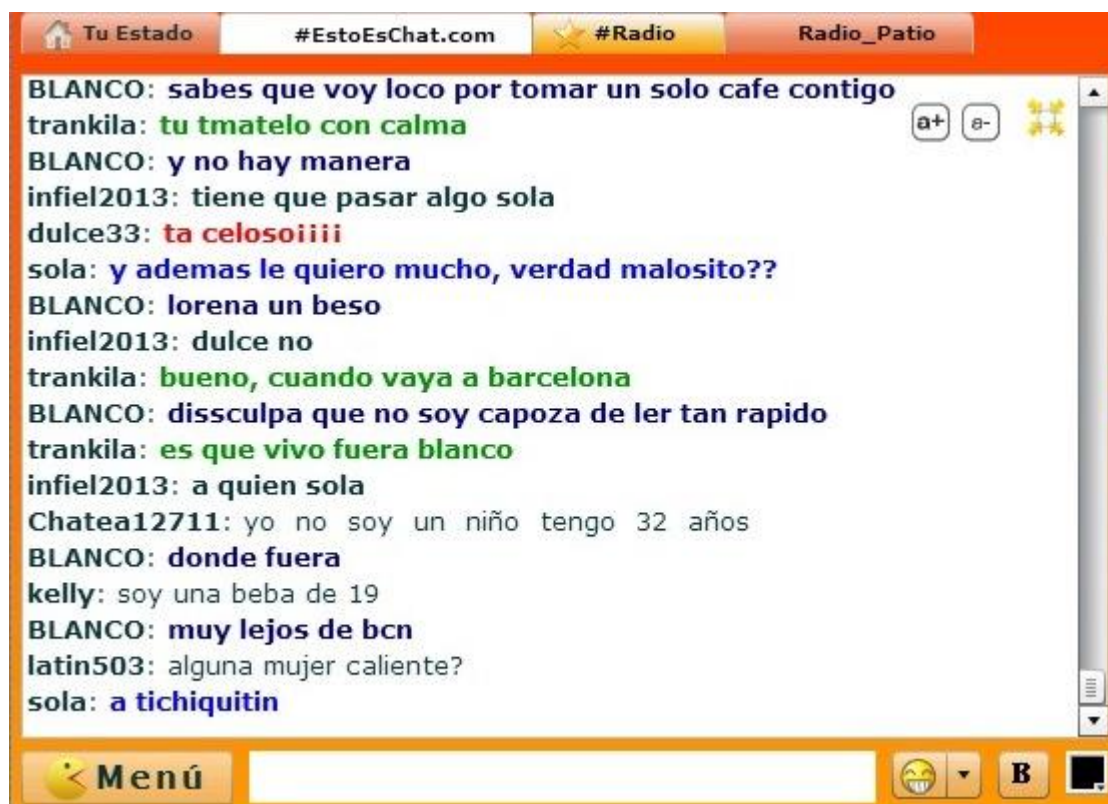 Tu Estado #EstoEsChat.com #Radio Radio_Patio
BLANCO: sabes que voy loco por tomar un solo cafe contigo
a+ a-
trankila: tu tmatelo con calma
BLANCO: y no hay manera
infiel2013: tiene que pasar algo sola
dulce33: ta celoso¡¡¡¡
sola: y ademas le quiero mucho, verdad malosito??
BLANCO: lorena un beso
infiel2013: dulce no
trankila: bueno, cuando vaya a barcelona
BLANCO: dissculpa que no soy capoza de ler tan rapido
trankila: es que vivo fuera blanco
infiel2013: a quien sola
Chatea12711: yo no soy un niño tengo 32 años
BLANCO: donde fuera
kelly: soy una beba de 19
BLANCO: muy lejos de bcn
latin503: alguna mujer caliente?
sola: a tichiquitin
Menú B